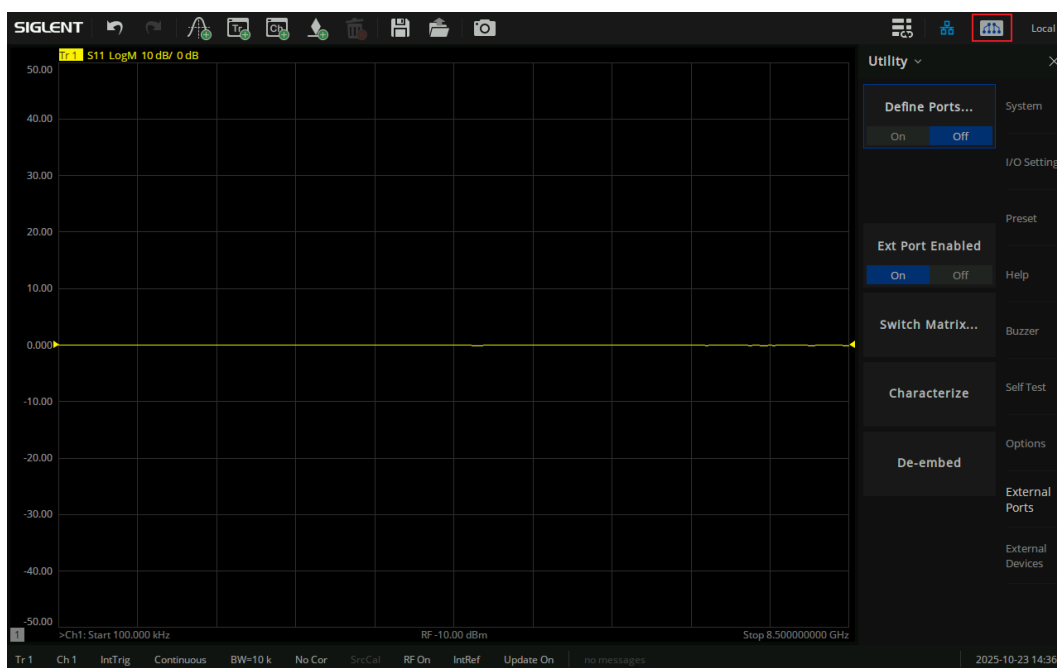 SIGLENT
Tr
Ch
Local
Tr 1 S11 LogM 10 dB/ 0 dB
50.00
40.00
30.00
20.00
10.00
0.000
-10.00
-20.00
-30.00
-40.00
-50.00
1
>Ch1: Start 100.000 kHz
RF -10.00 dBm
Stop 8.500000000 GHz
Utility
Define Ports...
On Off
Ext Port Enabled
On Off
Switch Matrix...
Characterize
De-embed
System
I/O Setting
Preset
Help
Buzzer
Self Test
Options
External
Ports
External
Devices
Tr 1 Ch 1 IntTrig Continuous BW=10 k No Cor SrcCal RF On IntRef Update On no messages 2025-10-23 14:36